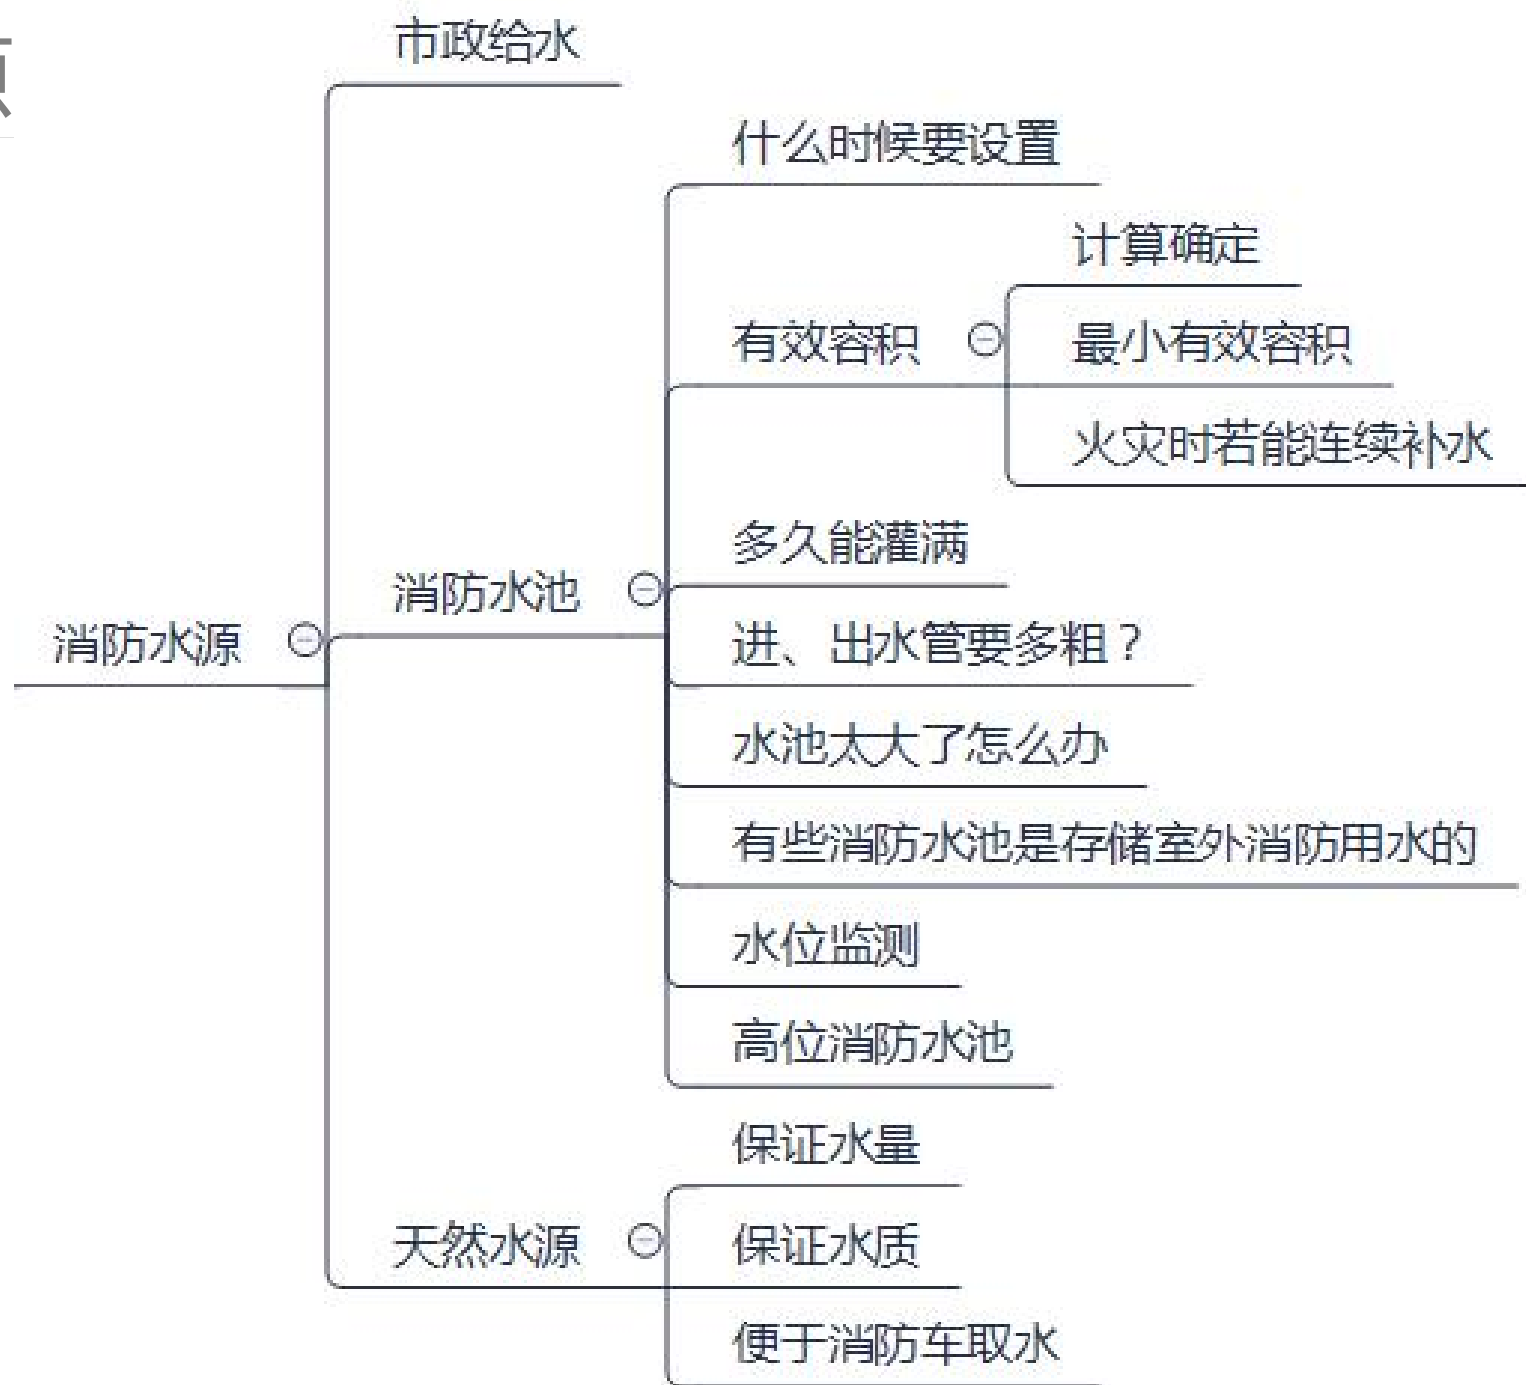 市政给水
什么时候要设置
计算确定
有效容积
最小有效容积
火灾时若能连续补水
多久能灌满
消防水池
消防水源
进、出水管要多粗？
水池太大了怎么办
有些消防水池是存储室外消防用水的
水位监测
高位消防水池
保证水量
天然水源
保证水质
便于消防车取水